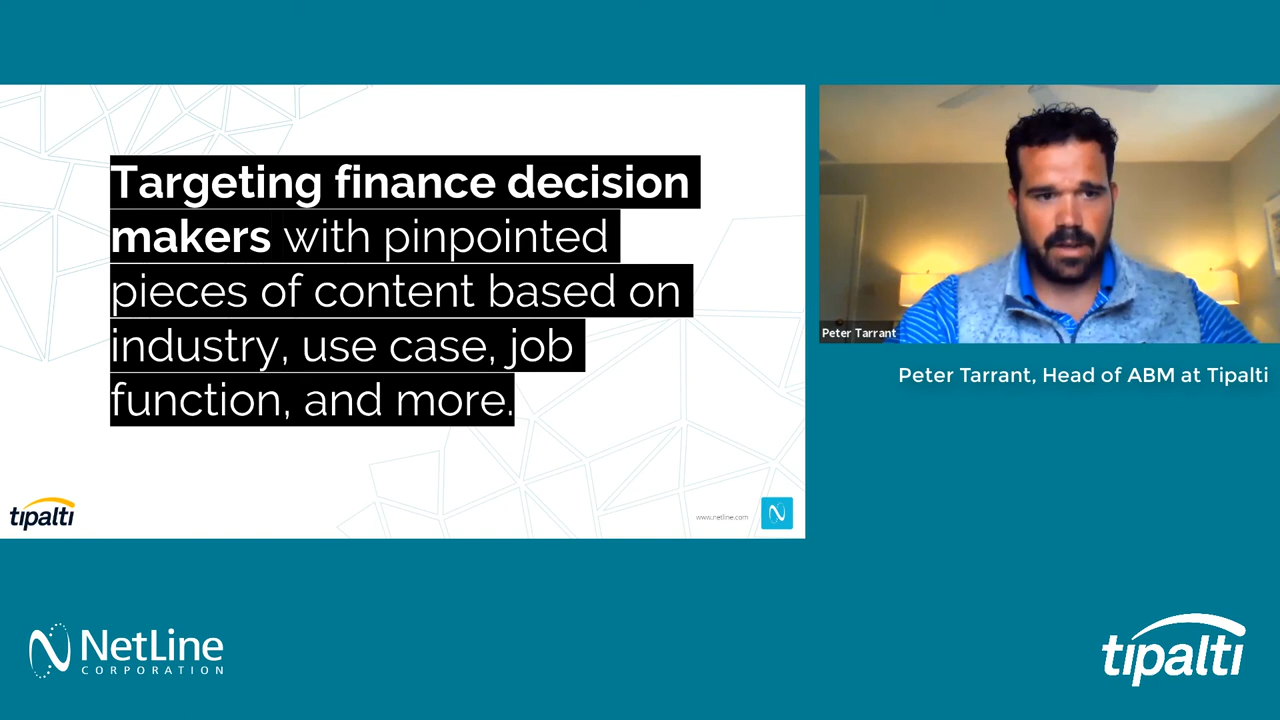 Targeting finance decision
makers with pinpointed
pieces of content based on
industry, use case, job
function, and more.
tipalti
www.netline.com
Peter Tarrant
Peter Tarrant, Head of ABM at Tipalti
NetLine
CORPORATION
tipalti